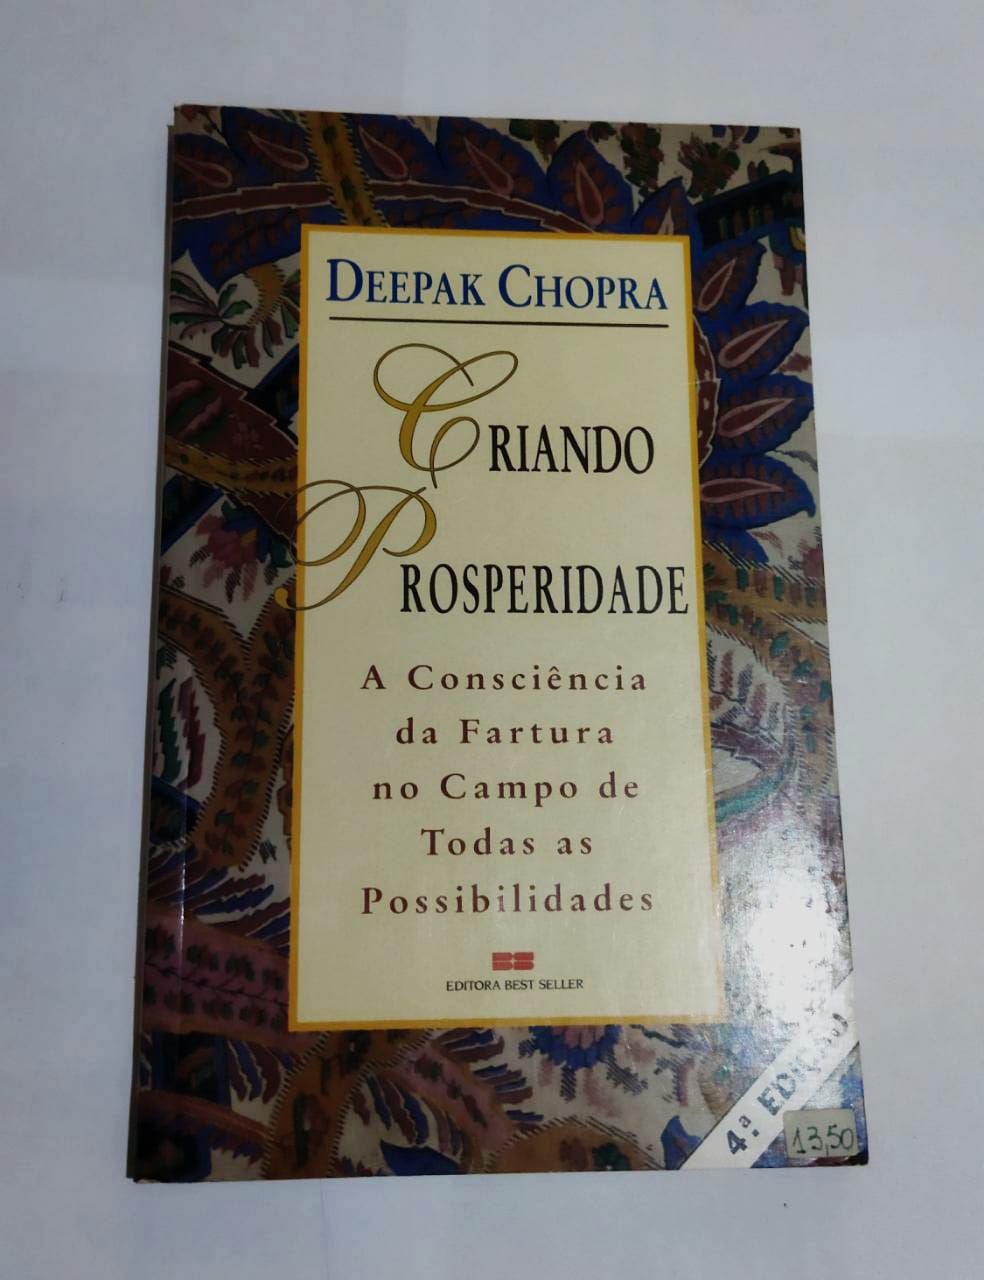 DEEPAK CHOPRA
CRIANDO
PROSPERIDADE
A Consciência
da Fartura
no Campo de
Todas as
Possibilidades
BS
EDITORA BEST SELLER
4ª EDIÇÃO
13,50